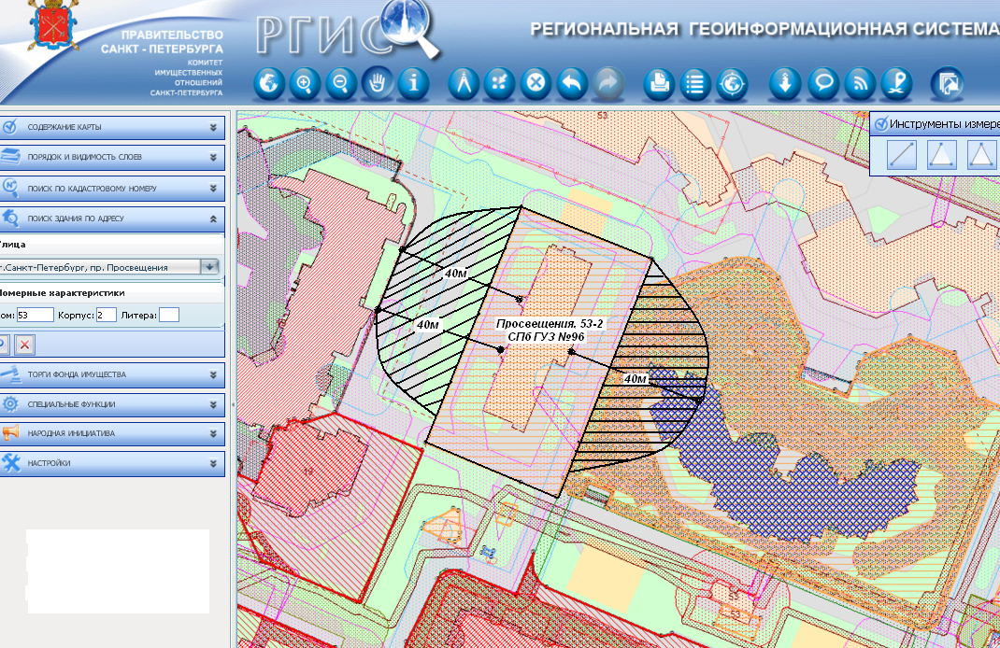 ПРАВИТЕЛЬСТВО
САНКТ - ПЕТЕРБУРГА
КОМИТЕТ
ИМУЩЕСТВЕННЫХ
ОТНОШЕНИЙ
САНКТ-ПЕТЕРБУРГА
РГИС
РЕГИОНАЛЬНАЯ ГЕОИНФОРМАЦИОННАЯ СИСТЕМА
СОДЕРЖАНИЕ КАРТЫ
ПОРЯДОК И ВИДИМОСТЬ СЛОЕВ
ПОИСК ПО КАДАСТРОВОМУ НОМЕРУ
ПОИСК ЗДАНИЯ ПО АДРЕСУ
Улица
г.Санкт-Петербург, пр. Просвещения
Номерные характеристики
ом: 53 Корпус: 2 Литера:
ТОРГИ ФОНДА ИМУЩЕСТВА
СПЕЦИАЛЬНЫЕ ФУНКЦИИ
НАРОДНАЯ ИНИЦИАТИВА
НАСТРОЙКИ
Инструменты измере
53
40м
40м
Просвещения, 53-2
СПб ГУЗ №96
40м
19